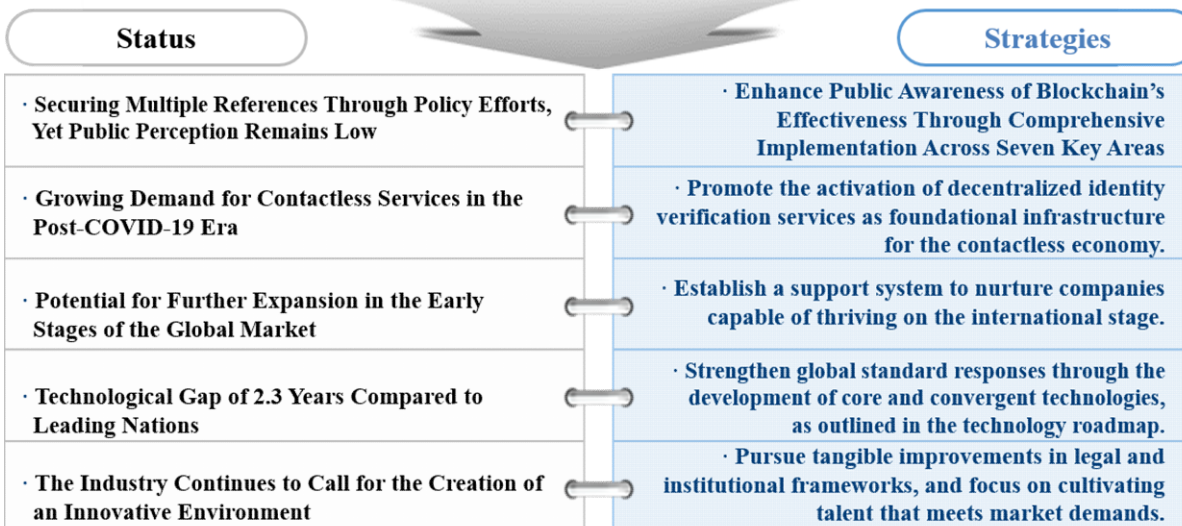 Status
Strategies
· Securing Multiple References Through Policy Efforts,
Yet Public Perception Remains Low
· Enhance Public Awareness of Blockchain's
Effectiveness Through Comprehensive
Implementation Across Seven Key Areas
· Growing Demand for Contactless Services in the
Post-COVID-19 Era
· Promote the activation of decentralized identity
verification services as foundational infrastructure
for the contactless economy.
· Potential for Further Expansion in the Early
Stages of the Global Market
· Establish a support system to nurture companies
capable of thriving on the international stage.
· Technological Gap of 2.3 Years Compared to
Leading Nations
· Strengthen global standard responses through the
development of core and convergent technologies,
as outlined in the technology roadmap.
· The Industry Continues to Call for the Creation of
an Innovative Environment
· Pursue tangible improvements in legal and
institutional frameworks, and focus on cultivating
talent that meets market demands.